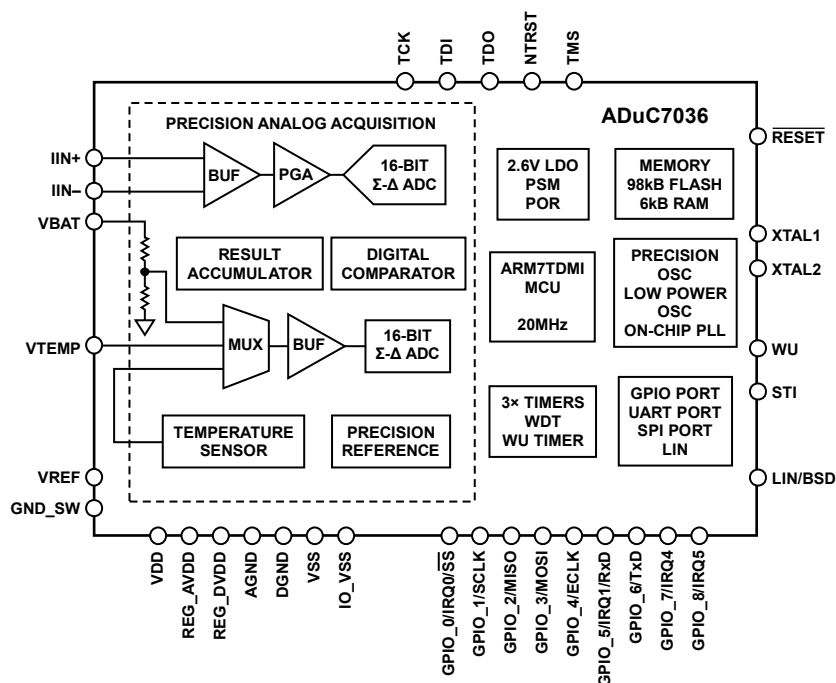 TCK
TDI
TDO
NTRST
TMS
ADuC7036
PRECISION ANALOG ACQUISITION
RESET
IIN+
IIN–
VBAT
VTEMP
VREF
GND_SW
BUF
PGA
16-BIT
Σ-Δ ADC
2.6V LDO
PSM
POR
MEMORY
98kB FLASH
6kB RAM
XTAL1
XTAL2
WU
STI
LIN/BSD
RESULT
ACCUMULATOR
DIGITAL
COMPARATOR
ARM7TDMI
MCU
20MHz
PRECISION
OSC
LOW POWER
OSC
ON-CHIP PLL
MUX
BUF
16-BIT
Σ-Δ ADC
TEMPERATURE
SENSOR
PRECISION
REFERENCE
3× TIMERS
WDT
WU TIMER
GPIO PORT
UART PORT
SPI PORT
LIN
VDD
REG_AVDD
REG_DVDD
AGND
DGND
VSS
IO_VSS
GPIO_0/IRQ0/SS
GPIO_1/SCLK
GPIO_2/MISO
GPIO_3/MOSI
GPIO_4/ECLK
GPIO_5/IRQ1/RxD
GPIO_6/TxD
GPIO_7/IRQ4
GPIO_8/IRQ5